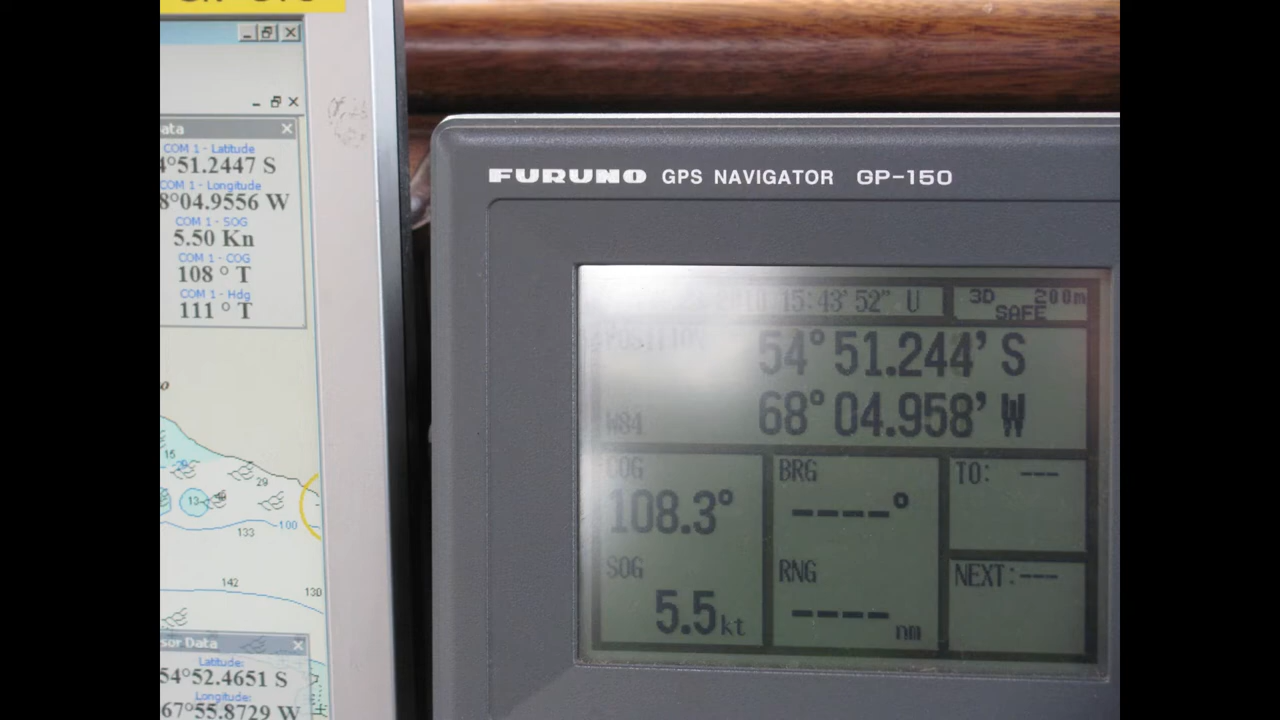 ata
COM 1 - Latitude
4°51.2447 S
COM 1 - Longitude
8°04.9556 W
COM 1 - SOG
5.50 Kn
COM 1 - COG
108 ° T
COM 1 - Hdg
111 ° T
15
29
13
100
133
142
130
sor Data
Latitude:
54°52.4651 S
Longitude:
67°55.8729 W
FURUNO GPS NAVIGATOR GP-150
15:43'52" U
3D 200m
SAFE
POSITION
54°51.244' S
W84 68°04.958' W
COG
108.3°
SOG
5.5kt
BRG
----°
RNG
---- nm
TO: ---
NEXT:---